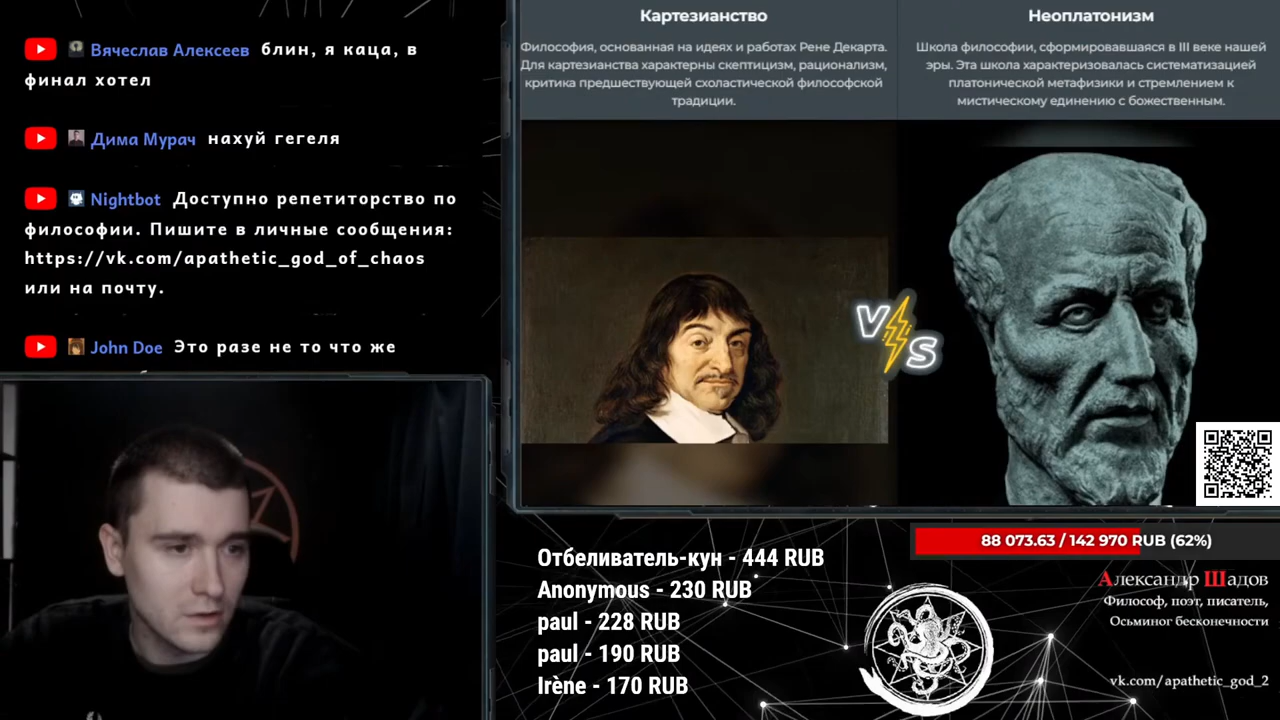 Вячеслав Алексеев блин, я каца, в
финал хотел
Дима Мурач нахуй гегеля
Nightbot Доступно репетиторство по
философии. Пишите в личные сообщения:
https://vk.com/apathetic_god_of_chaos
или на почту.
John Doe Это разе не то что же
Картезианство
Философия, основанная на идеях и работах Рене Декарта.
Для картезианства характерны скептицизм, рационализм,
критика предшествующей схоластической философской
традиции.
Неоплатонизм
Школа философии, сформировавшаяся в III веке нашей
эры. Эта школа характеризовалась систематизацией
платонической метафизики и стремлением к
мистическому единению с божественным.
VS
88 073.63 / 142 970 RUB (62%)
Отбеливатель-кун - 444 RUB
Anonymous - 230 RUB
paul - 228 RUB
paul - 190 RUB
Irène - 170 RUB
Александр Шадов
Философ, поэт, писатель,
Осьминог бесконечности
vk.com/apathetic_god_2